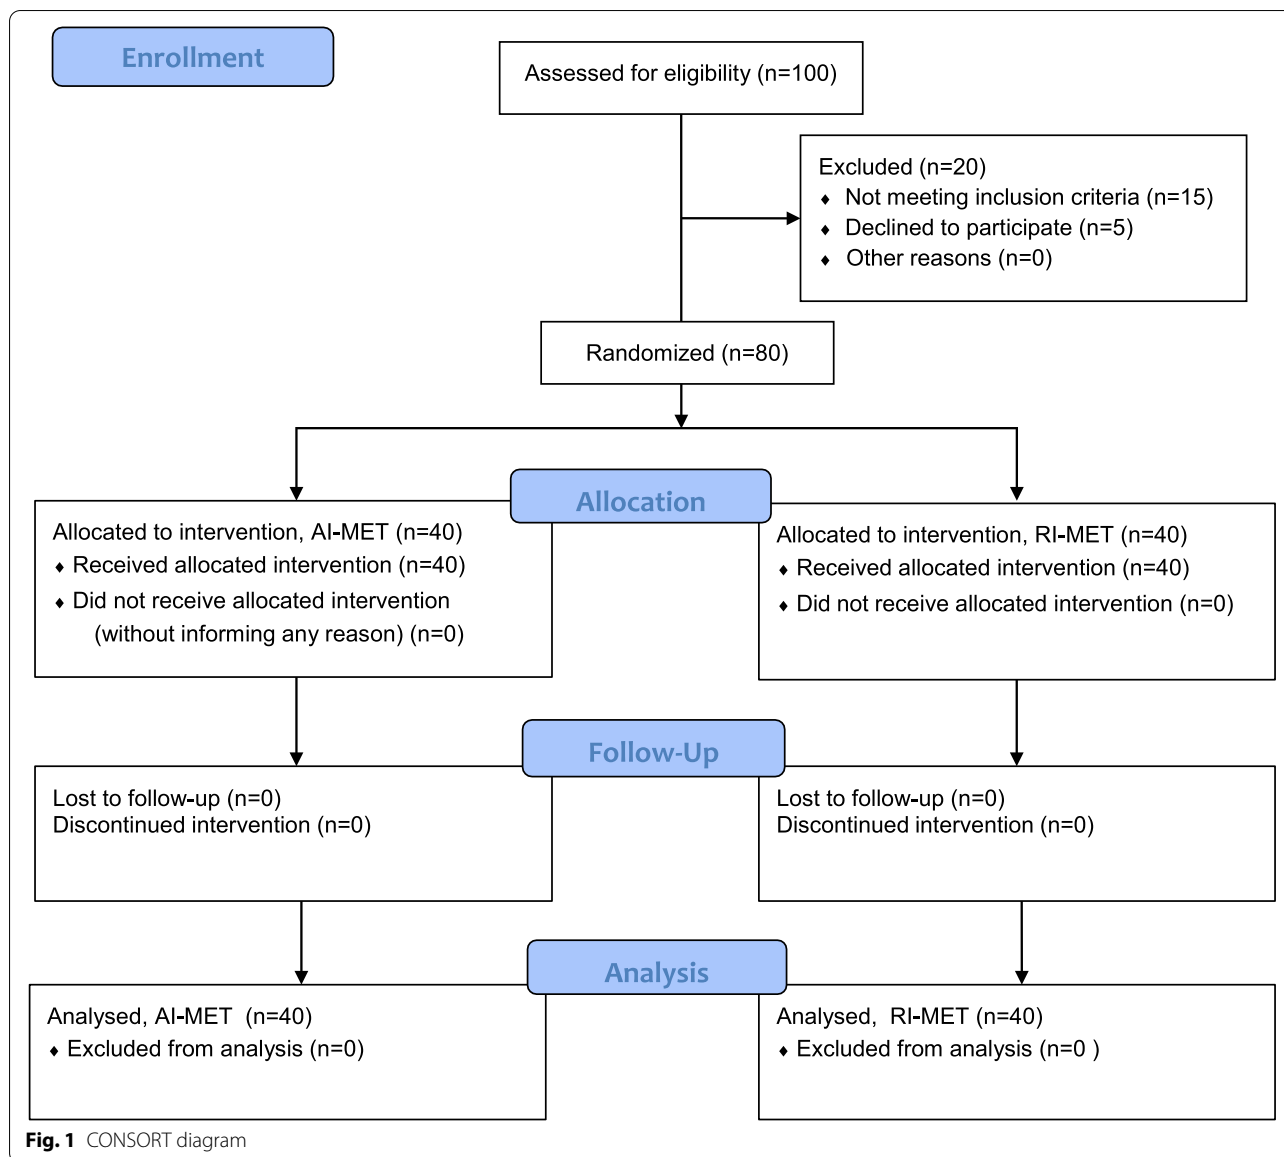 Enrollment
Assessed for eligibility (n=100)
Excluded (n=20)
♦ Not meeting inclusion criteria (n=15)
♦ Declined to participate (n=5)
♦ Other reasons (n=0)
Randomized (n=80)
Allocation
Allocated to intervention, AI-MET (n=40)
♦ Received allocated intervention (n=40)
♦ Did not receive allocated intervention
(without informing any reason) (n=0)
Allocated to intervention, RI-MET (n=40)
♦ Received allocated intervention (n=40)
♦ Did not receive allocated intervention (n=0)
Follow-Up
Lost to follow-up (n=0)
Discontinued intervention (n=0)
Lost to follow-up (n=0)
Discontinued intervention (n=0)
Analysis
Analysed, AI-MET (n=40)
♦ Excluded from analysis (n=0)
Analysed, RI-MET (n=40)
♦ Excluded from analysis (n=0 )
Fig. 1 CONSORT diagram